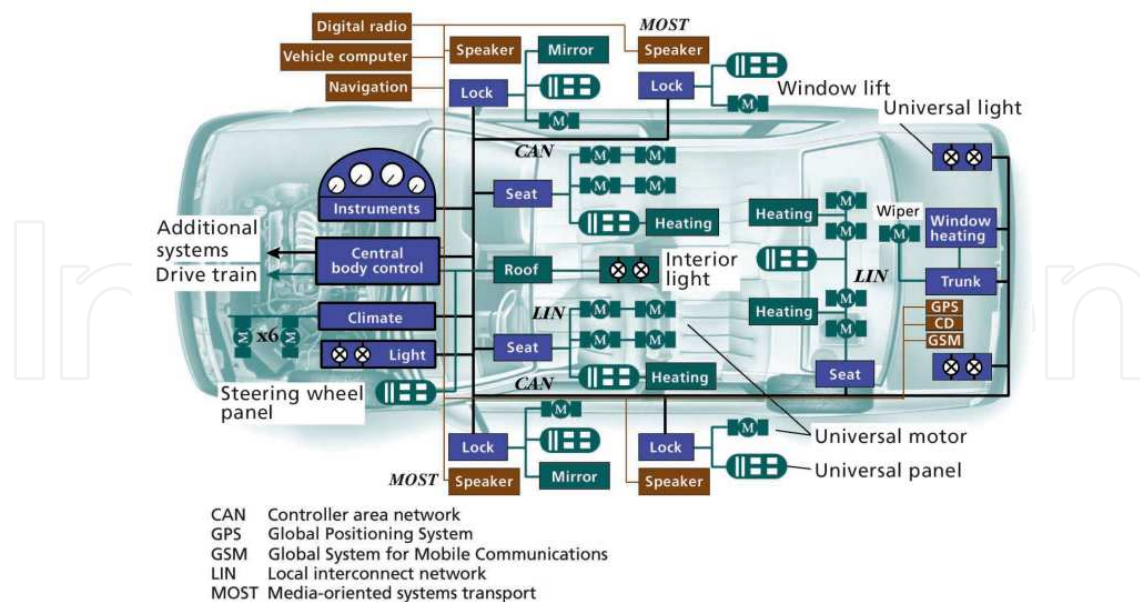 Digital radio
MOST
Vehicle computer
Speaker
Mirror
Speaker
Navigation
Lock
Lock
Window lift
M
M
Universal light
CAN
M
M
Seat
M
M
Instruments
Heating
Heating
M
Wiper
Window
heating
M
M
Additional
systems
Drive train
Central
body control
Roof
Interior
light
LIN
Trunk
Climate
LIN
M
M
Heating
M
GPS
CD
GSM
M
x6
M
Light
Seat
M
M
M
Steering wheel
panel
CAN
Heating
Seat
M
M
Universal motor
Lock
Lock
Universal panel
MOST
Speaker
Mirror
Speaker
CAN Controller area network
GPS Global Positioning System
GSM Global System for Mobile Communications
LIN Local interconnect network
MOST Media-oriented systems transport